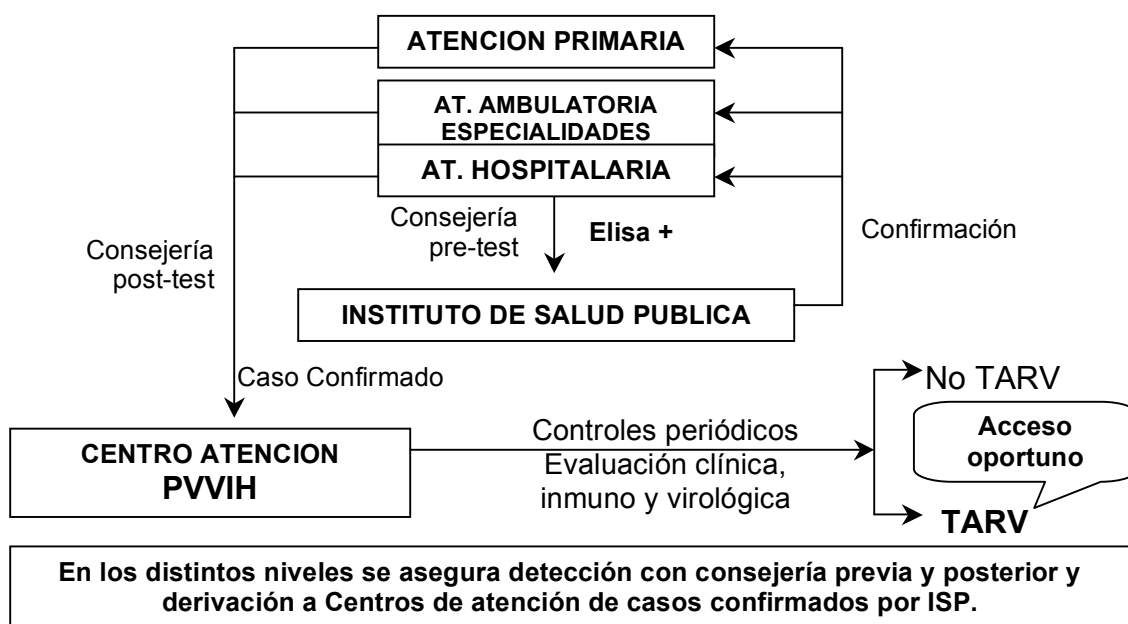 ATENCION PRIMARIA
AT. AMBULATORIA
ESPECIALIDADES
AT. HOSPITALARIA
Consejería
pre-test
Elisa +
Confirmación
Consejería
post-test
INSTITUTO DE SALUD PUBLICA
Caso Confirmado
No TARV
CENTRO ATENCION
PVVIH
Controles periódicos
Evaluación clínica,
inmuno y virológica
Acceso
oportuno
TARV
En los distintos niveles se asegura detección con consejería previa y posterior y
derivación a Centros de atención de casos confirmados por ISP.